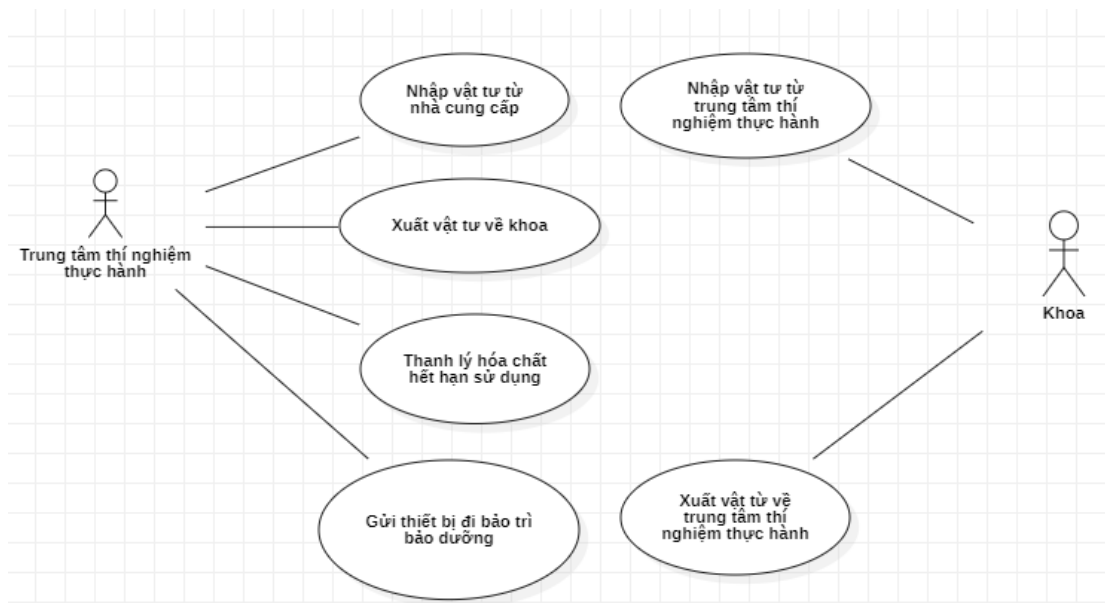 Nhập vật tư từ
nhà cung cấp
Nhập vật tư từ
trung tâm thí
nghiệm thực hành
Xuất vật tư về khoa
Trung tâm thí nghiệm
thực hành
Khoa
Thanh lý hóa chất
hết hạn sử dụng
Gửi thiết bị đi bảo trì
bảo dưỡng
Xuất vật từ về
trung tâm thí
nghiệm thực hành